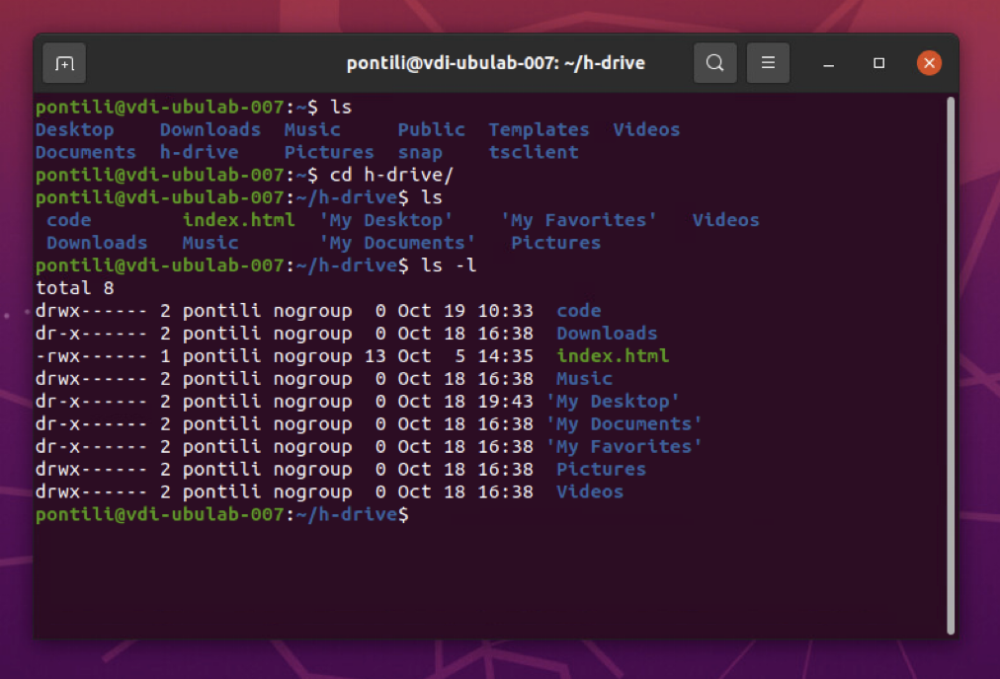 pontili@vdi-ubulab-007: ~/h-drive
pontili@vdi-ubulab-007:~$ ls
Desktop    Downloads  Music     Public  Templates  Videos
Documents  h-drive    Pictures  snap    tsclient
pontili@vdi-ubulab-007:~$ cd h-drive/
pontili@vdi-ubulab-007:~/h-drive$ ls
 code        index.html  'My Desktop'    'My Favorites'   Videos
 Downloads   Music       'My Documents'   Pictures
pontili@vdi-ubulab-007:~/h-drive$ ls -l
total 8
drwx------ 2 pontili nogroup  0 Oct 19 10:33  code
dr-x------ 2 pontili nogroup  0 Oct 18 16:38  Downloads
-rwx------ 1 pontili nogroup 13 Oct  5 14:35  index.html
drwx------ 2 pontili nogroup  0 Oct 18 16:38  Music
dr-x------ 2 pontili nogroup  0 Oct 18 19:43 'My Desktop'
dr-x------ 2 pontili nogroup  0 Oct 18 16:38 'My Documents'
dr-x------ 2 pontili nogroup  0 Oct 18 16:38 'My Favorites'
drwx------ 2 pontili nogroup  0 Oct 18 16:38  Pictures
drwx------ 2 pontili nogroup  0 Oct 18 16:38  Videos
pontili@vdi-ubulab-007:~/h-drive$